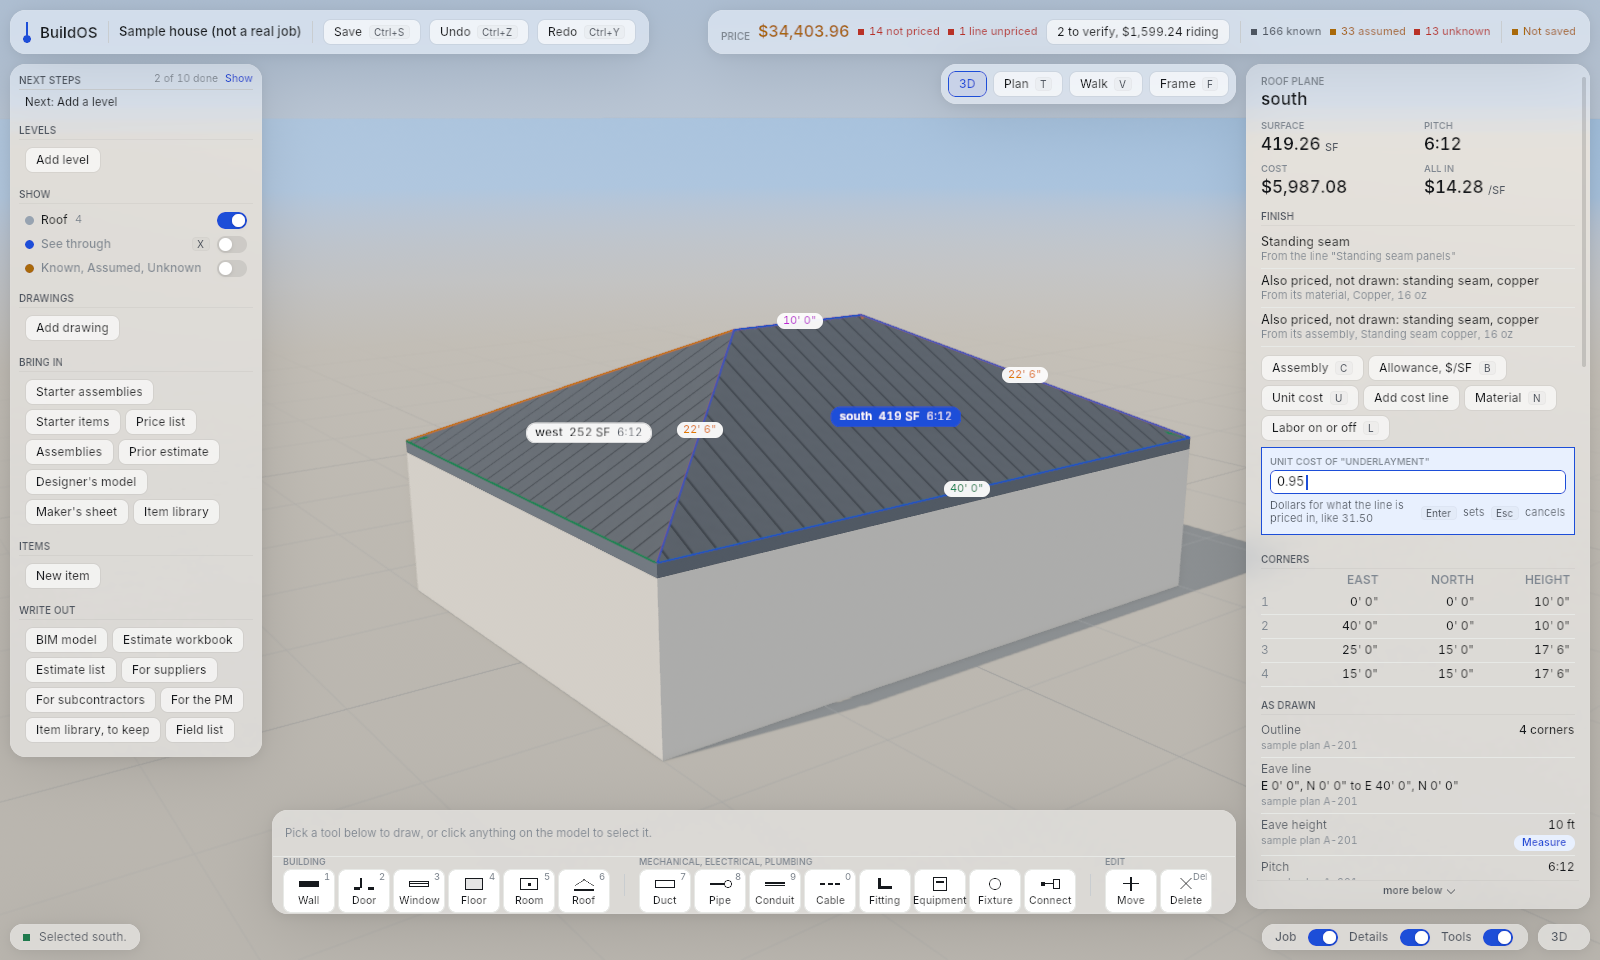 BuildOS
Sample house (not a real job)
Save Ctrl+S
Undo Ctrl+Z
Redo Ctrl+Y
PRICE $34,403.96
14 not priced
1 line unpriced
2 to verify, $1,599.24 riding
166 known
33 assumed
13 unknown
Not saved
NEXT STEPS 2 of 10 done Show
Next: Add a level
LEVELS
Add level
SHOW
Roof 4
See through X
Known, Assumed, Unknown
DRAWINGS
Add drawing
BRING IN
Starter assemblies
Starter items Price list
Assemblies Prior estimate
Designer's model
Maker's sheet Item library
ITEMS
New item
WRITE OUT
BIM model Estimate workbook
Estimate list For suppliers
For subcontractors For the PM
Item library, to keep Field list
3D
Plan T
Walk V
Frame F
10' 0"
22' 6"
south 419 SF 6:12
west 252 SF 6:12
22' 6"
40' 0"
Pick a tool below to draw, or click anything on the model to select it.
BUILDING
1 Wall
2 Door
3 Window
4 Floor
5 Room
6 Roof
MECHANICAL, ELECTRICAL, PLUMBING
7 Duct
8 Pipe
9 Conduit
0 Cable
Fitting
Equipment
Fixture
Connect
EDIT
Move
Del Delete
ROOF PLANE
south
SURFACE PITCH
419.26 SF 6:12
COST ALL IN
$5,987.08 $14.28 /SF
FINISH
Standing seam
From the line "Standing seam panels"
Also priced, not drawn: standing seam, copper
From its material, Copper, 16 oz
Also priced, not drawn: standing seam, copper
From its assembly, Standing seam copper, 16 oz
Assembly C Allowance, $/SF B
Unit cost U Add cost line Material N
Labor on or off L
UNIT COST OF "UNDERLAYMENT"
0.95
Dollars for what the line is
priced in, like 31.50
Enter sets Esc cancels
CORNERS
EAST NORTH HEIGHT
1 0' 0" 0' 0" 10' 0"
2 40' 0" 0' 0" 10' 0"
3 25' 0" 15' 0" 17' 6"
4 15' 0" 15' 0" 17' 6"
AS DRAWN
Outline 4 corners
sample plan A-201
Eave line
E 0' 0", N 0' 0" to E 40' 0", N 0' 0"
sample plan A-201
Eave height 10 ft
sample plan A-201 Measure
Pitch 6:12
more below
Selected south.
Job Details Tools 3D